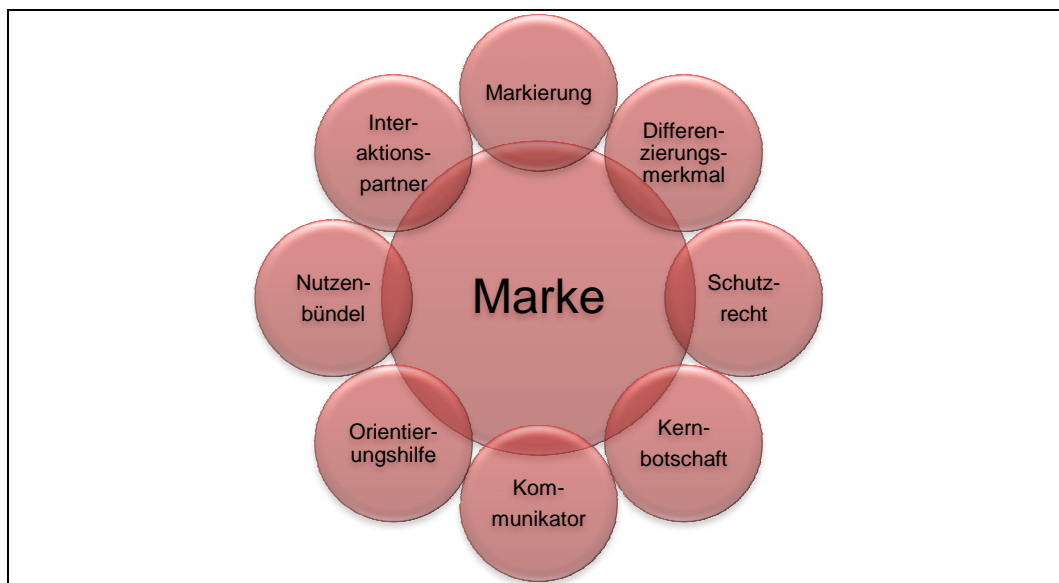 Markierung
Differen-
zierungs-
merkmal
Schutz-
recht
Kern-
botschaft
Kom-
munikator
Orientier-
ungshilfe
Nutzen-
bündel
Inter-
aktions-
partner
Marke